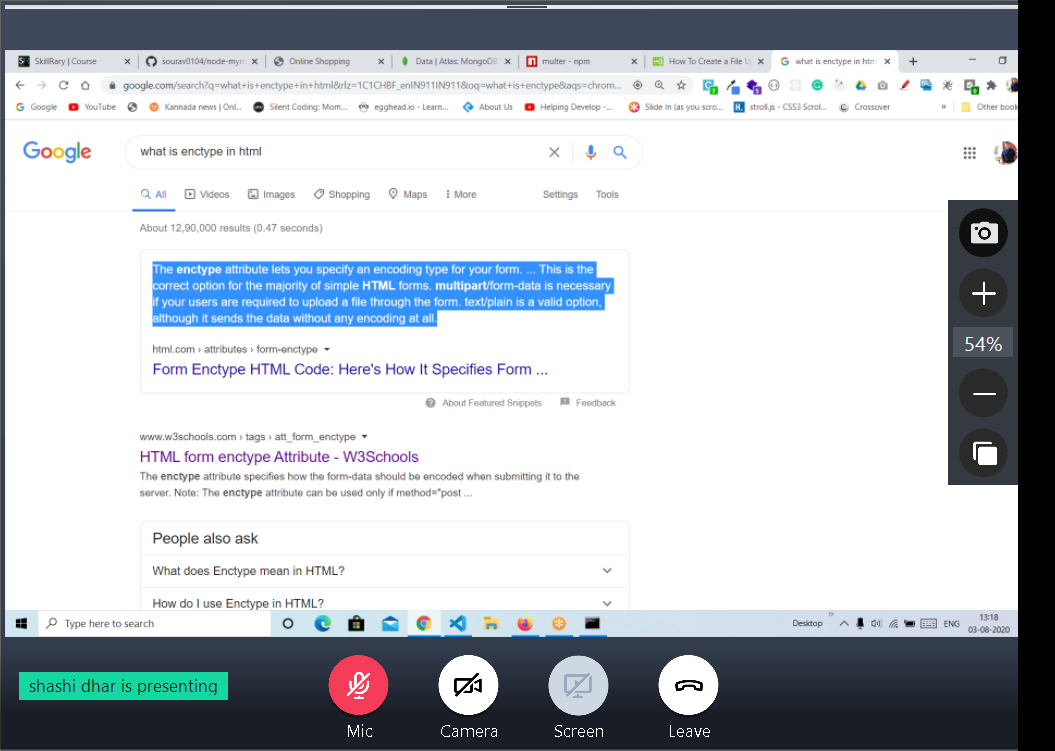 SkillRary | Course
sourav0104/node-my
Online Shopping
Data | Atlas: MongoDB
multer - npm
How To Create a File U
what is enctype in htm
google.com/search?q=what+is+enctype+in+html&rlz=1C1CHBF_enIN911IN911&oq=what+is+enctype&aqs=chrom...
Google
YouTube
Kannada news | Onl...
Silent Coding: Mom...
egghead.io - Learn...
About Us
Helping Develop -...
Slide In (as you scro...
stroll.js - CSS3 Scrol...
Crossover
»
Other book
Google
what is enctype in html
All
Videos
Images
Shopping
Maps
More
Settings
Tools
About 12,90,000 results (0.47 seconds)
The enctype attribute lets you specify an encoding type for your form. ... This is the
correct option for the majority of simple HTML forms. multipart/form-data is necessary
if your users are required to upload a file through the form. text/plain is a valid option,
although it sends the data without any encoding at all.
html.com › attributes › form-enctype
Form Enctype HTML Code: Here's How It Specifies Form ...
About Featured Snippets
Feedback
www.w3schools.com › tags › att_form_enctype
HTML form enctype Attribute - W3Schools
The enctype attribute specifies how the form-data should be encoded when submitting it to the
server. Note: The enctype attribute can be used only if method="post ...
People also ask
What does Enctype mean in HTML?
How do I use Enctype in HTML?
54%
Type here to search
Desktop
»
ENG
13:18
03-08-2020
shashi dhar is presenting
Mic
Camera
Screen
Leave